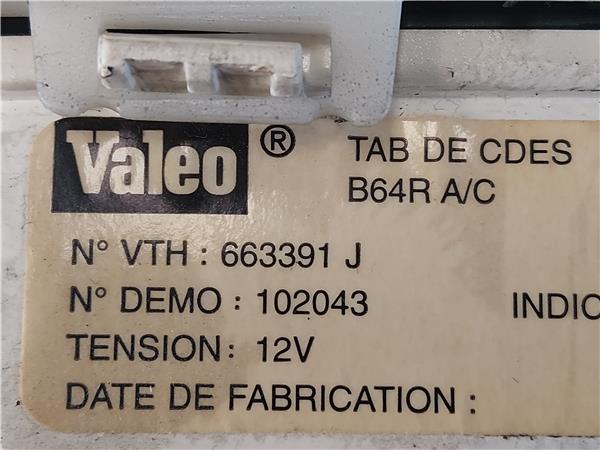 Valeo ® TAB DE CDES
B64R A/C
N° VTH : 663391 J
N° DEMO : 102043 INDIC
TENSION : 12V
DATE DE FABRICATION :